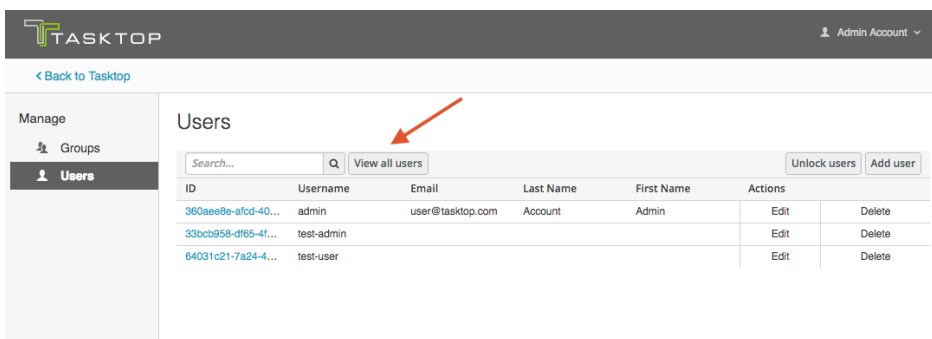 TASKTOP
Admin Account
Back to Tasktop
Manage
Groups
Users
Users
Search... View all users Unlock users Add user
ID Username Email Last Name First Name Actions
360aee8e-afcd-40... admin user@tasktop.com Account Admin Edit Delete
33bcb958-df65-4f... test-admin Edit Delete
64031c21-7a24-4... test-user Edit Delete